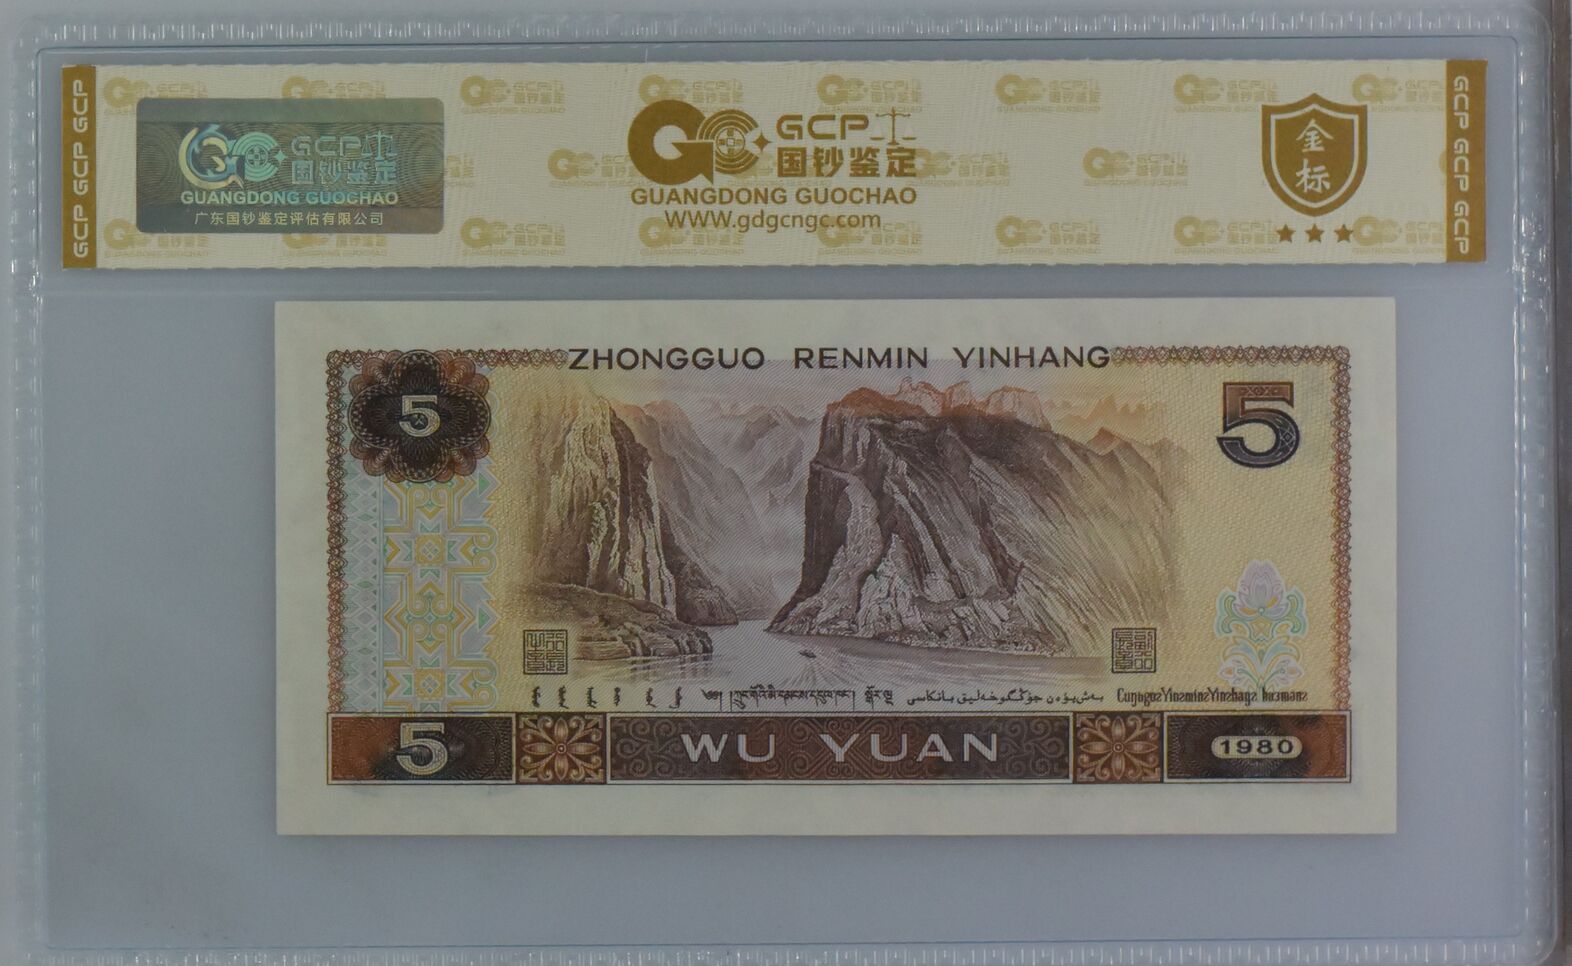 GCP GCP GCP
GCP 国钞鉴定
GUANGDONG GUOCHAO
广东国钞鉴定评估有限公司
GCP
国钞鉴定
GUANGDONG GUOCHAO
WWW.gdgcngc.com
金标
GCP GCP GCP
ZHONGGUO RENMIN YINHANG
5
5
5 WU YUAN 1980